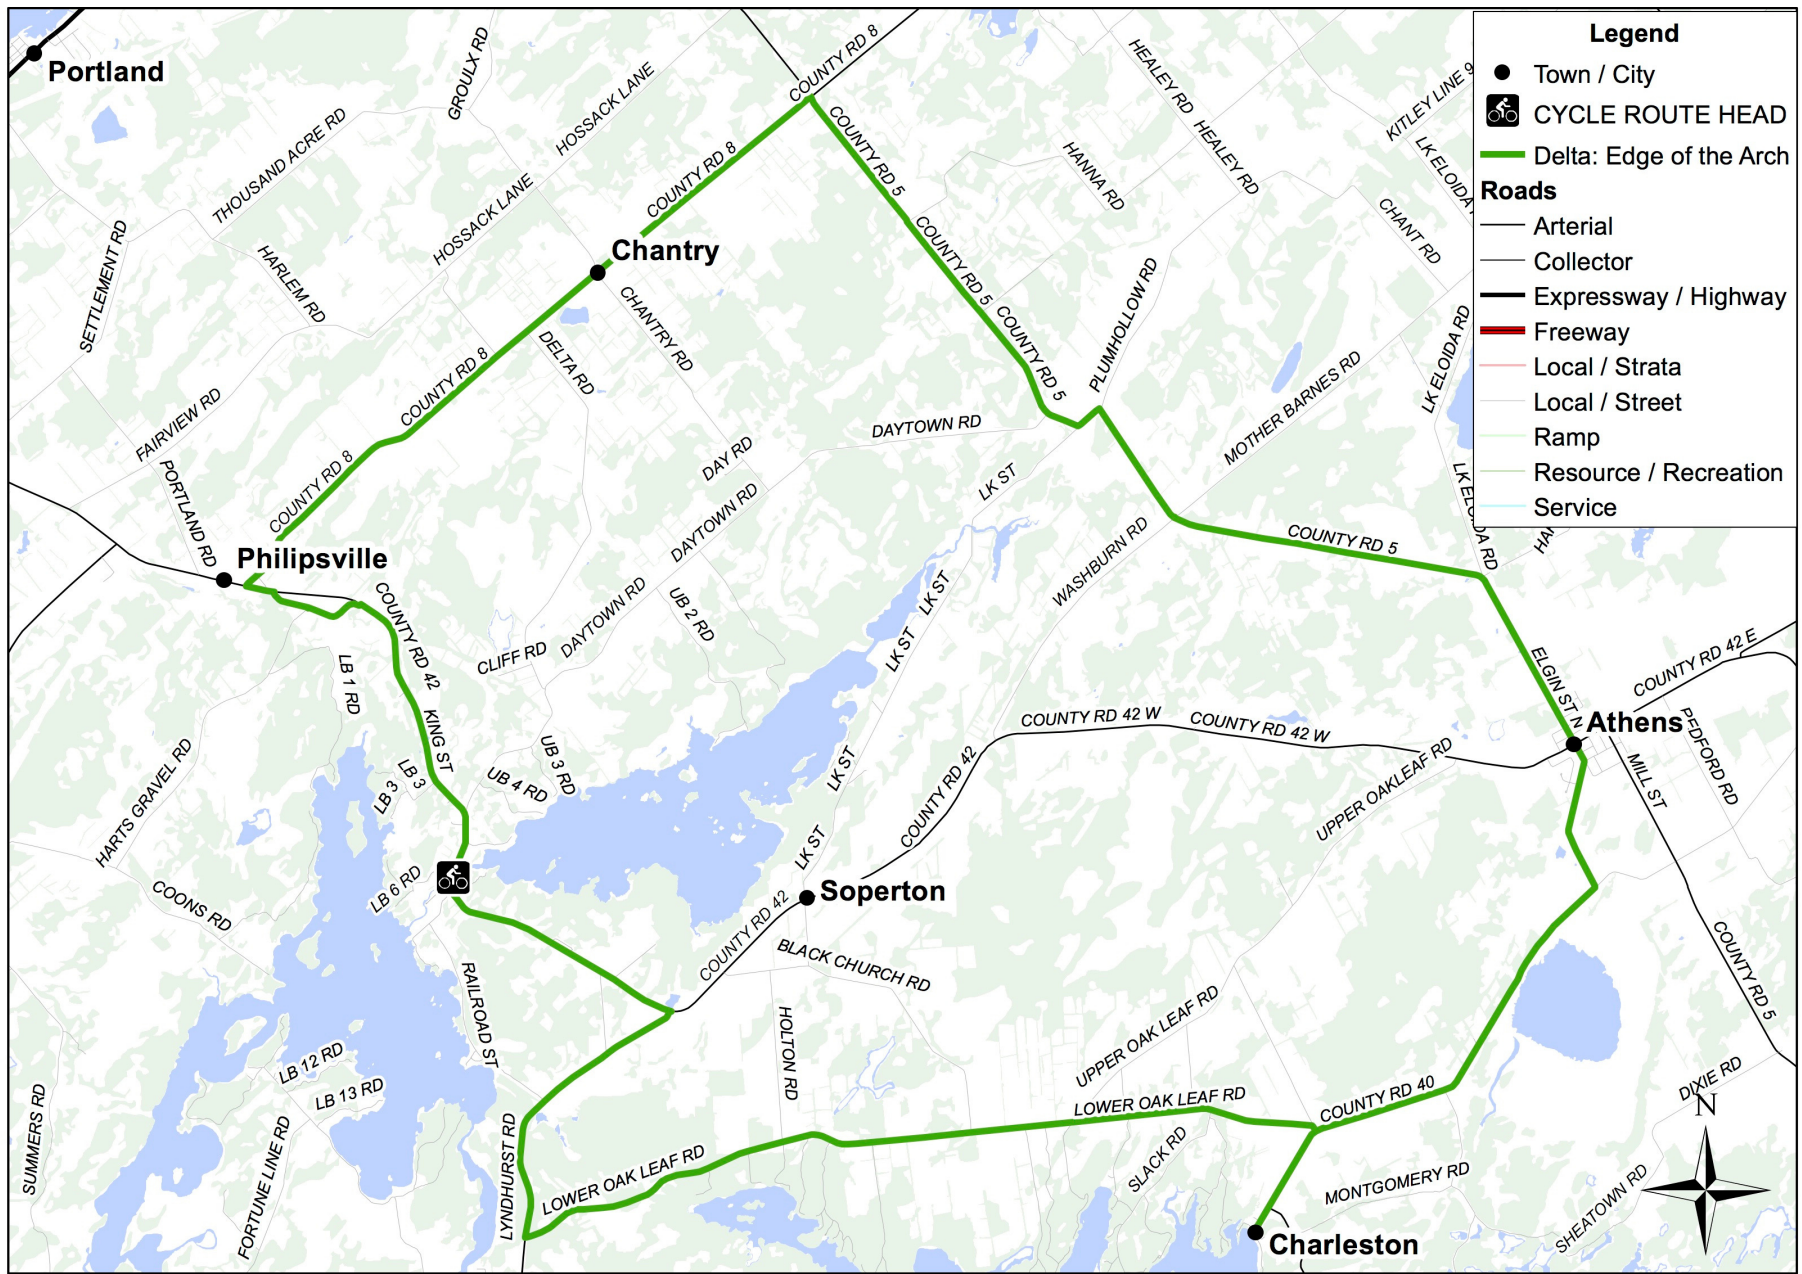 Portland
GROULX RD
HOSSACK LANE
COUNTY RD 8
THOUSAND ACRE RD
HOSSACK LANE
COUNTY RD 8
COUNTY RD 5
HEALEY RD
HEALEY RD
HANNA RD
KITLEY LINE 9
LK ELOIDA
CHANT RD
Legend
Town / City
CYCLE ROUTE HEAD
Delta: Edge of the Arch
Roads
Arterial
Collector
Expressway / Highway
Freeway
Local / Strata
Local / Street
Ramp
Resource / Recreation
Service
SETTLEMENT RD
HARLEM RD
Chantry
CHANTRY RD
DELTA RD
COUNTY RD 5
COUNTY RD 5
PLUMHOLLOW RD
LK ELOIDA RD
MOTHER BARNES RD
FAIRVIEW RD
COUNTY RD 8
DAYTOWN RD
DAY RD
COUNTY RD 8
PORTLAND RD
LK ST
DAYTOWN RD
Philipsville
COUNTY RD 5
WASHBURN RD
COUNTY RD 42
LK ST
DAYTOWN RD
UB 2 RD
CLIFF RD
LK ST
LB 1 RD
KING ST
ELGIN ST N
COUNTY RD 42 E
Athens
COUNTY RD 42 W
COUNTY RD 42 W
PEDFORD RD
MILL ST
HARTS GRAVEL RD
LB 3
LB 3
UB 3 RD
UB 4 RD
LK ST
COUNTY RD 42
UPPER OAKLEAF RD
LK ST
LB 6 RD
COONS RD
Soperton
COUNTY RD 42
BLACK CHURCH RD
RAILROAD ST
HOLTON RD
UPPER OAK LEAF RD
COUNTY RD 5
LB 12 RD
LB 13 RD
SUMMERS RD
FORTUNE LINE RD
LYNDHURST RD
LOWER OAK LEAF RD
LOWER OAK LEAF RD
COUNTY RD 40
DIXIE RD
N
SLACK RD
MONTGOMERY RD
SHEATOWN RD
Charleston